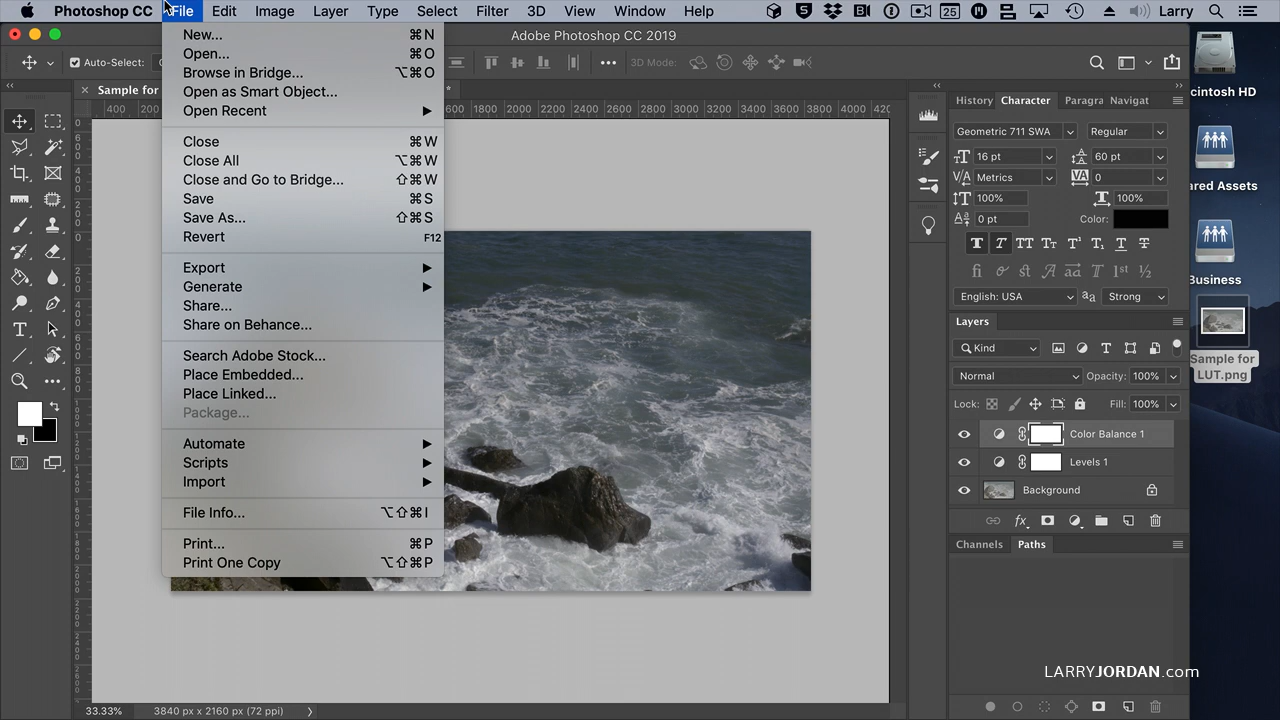 Photoshop CC File Edit Image Layer Type Select Filter 3D View Window Help 25 Larry
Adobe Photoshop CC 2019
Auto-Select:
3D Mode:
Sample for
400 200 1600 1800 2000 2200 2400 2600 2800 3000 3200 3400 3600 3800 4000 420
New... ⌘N
Open... ⌘O
Browse in Bridge... ⌥⌘O
Open as Smart Object...
Open Recent
Close ⌘W
Close All ⌥⌘W
Close and Go to Bridge... ⇧⌘W
Save ⌘S
Save As... ⇧⌘S
Revert F12
Export
Generate
Share...
Share on Behance...
Search Adobe Stock...
Place Embedded...
Place Linked...
Package...
Automate
Scripts
Import
File Info... ⌥⇧⌘I
Print... ⌘P
Print One Copy ⌥⇧⌘P
History Character Paragra Navigat
Geometric 711 SWA Regular
16 pt 60 pt
Metrics 0
100% 100%
0 pt Color:
English: USA aa Strong
Layers
Kind
Normal Opacity: 100%
Lock: Fill: 100%
Color Balance 1
Levels 1
Background
fx
Channels Paths
cintosh HD
ared Assets
Business
Sample for
LUT.png
LARRYJORDAN.com
33.33% 3840 px x 2160 px (72 ppi)